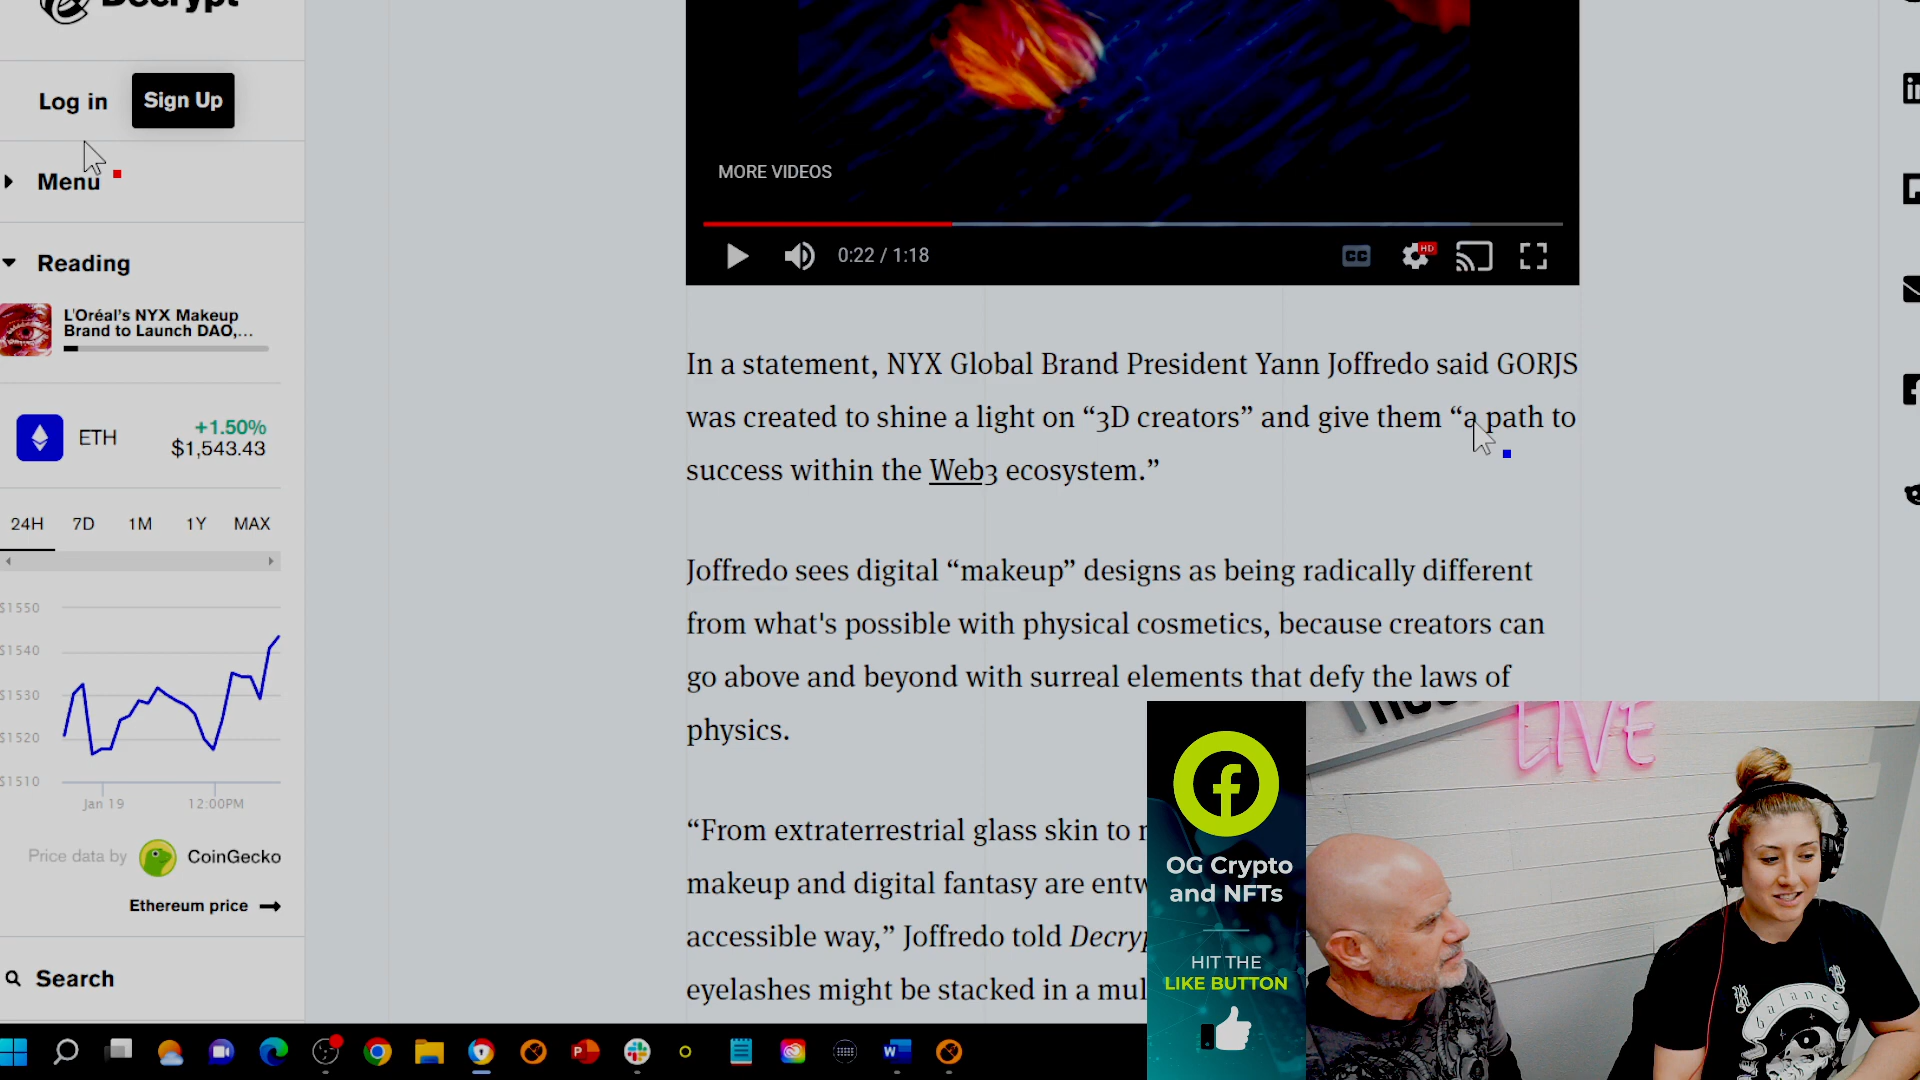 Decrypt
Log in
Sign Up
Menu
Reading
L'Oréal's NYX Makeup
Brand to Launch DAO,...
ETH
+1.50%
$1,543.43
24H 7D 1M 1Y MAX
$1550
$1540
$1530
$1520
$1510
Jan 19 12:00PM
Price data by CoinGecko
Ethereum price
Search
MORE VIDEOS
0:22 / 1:18
CC
HD
In a statement, NYX Global Brand President Yann Joffredo said GORJS
was created to shine a light on “3D creators” and give them “a path to
success within the Web3 ecosystem.”
Joffredo sees digital “makeup” designs as being radically different
from what's possible with physical cosmetics, because creators can
go above and beyond with surreal elements that defy the laws of
physics.
“From extraterrestrial glass skin to
makeup and digital fantasy are
accessible way,” Joffredo told
eyelashes might be stacked in a
OG Crypto
and NFTs
HIT THE
LIKE BUTTON
LIVE
balance